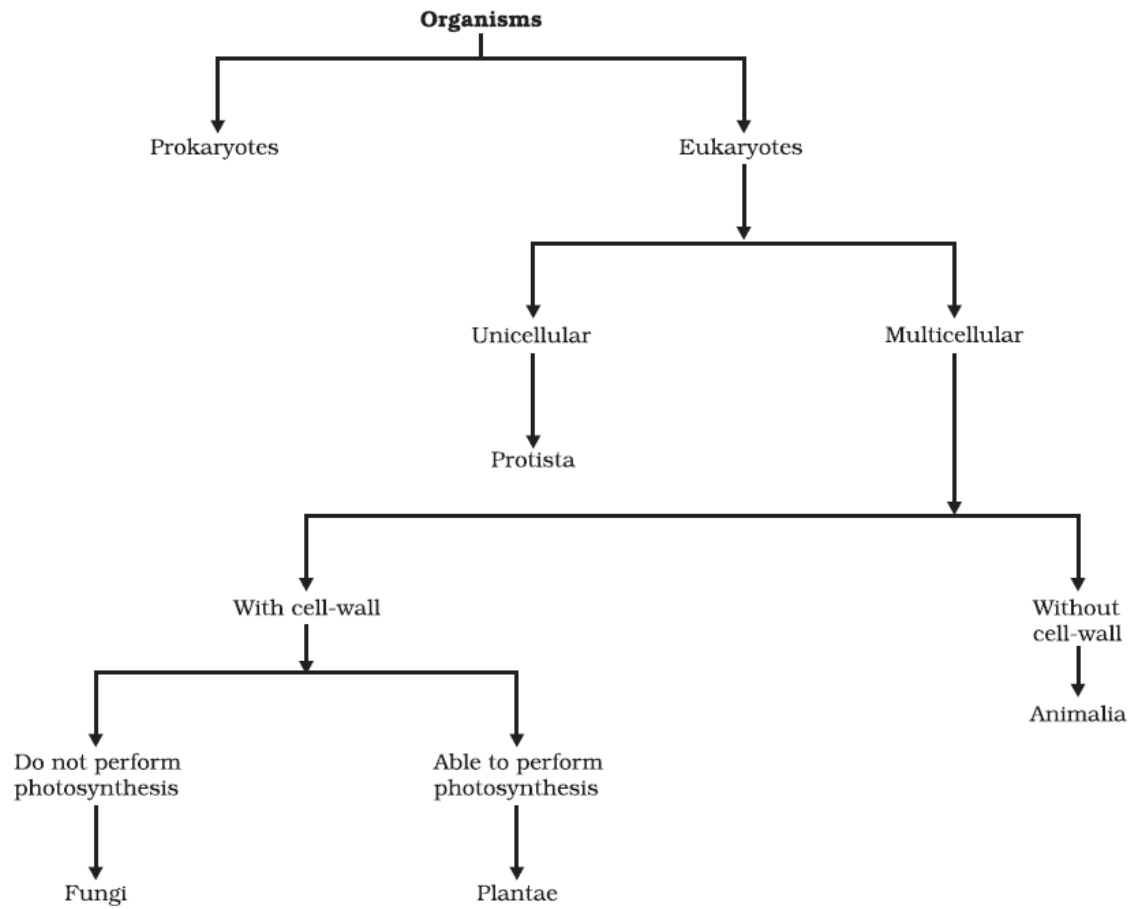 Organisms
Prokaryotes
Eukaryotes
Unicellular
Multicellular
Protista
With cell-wall
Without
cell-wall
Animalia
Do not perform
photosynthesis
Able to perform
photosynthesis
Fungi
Plantae